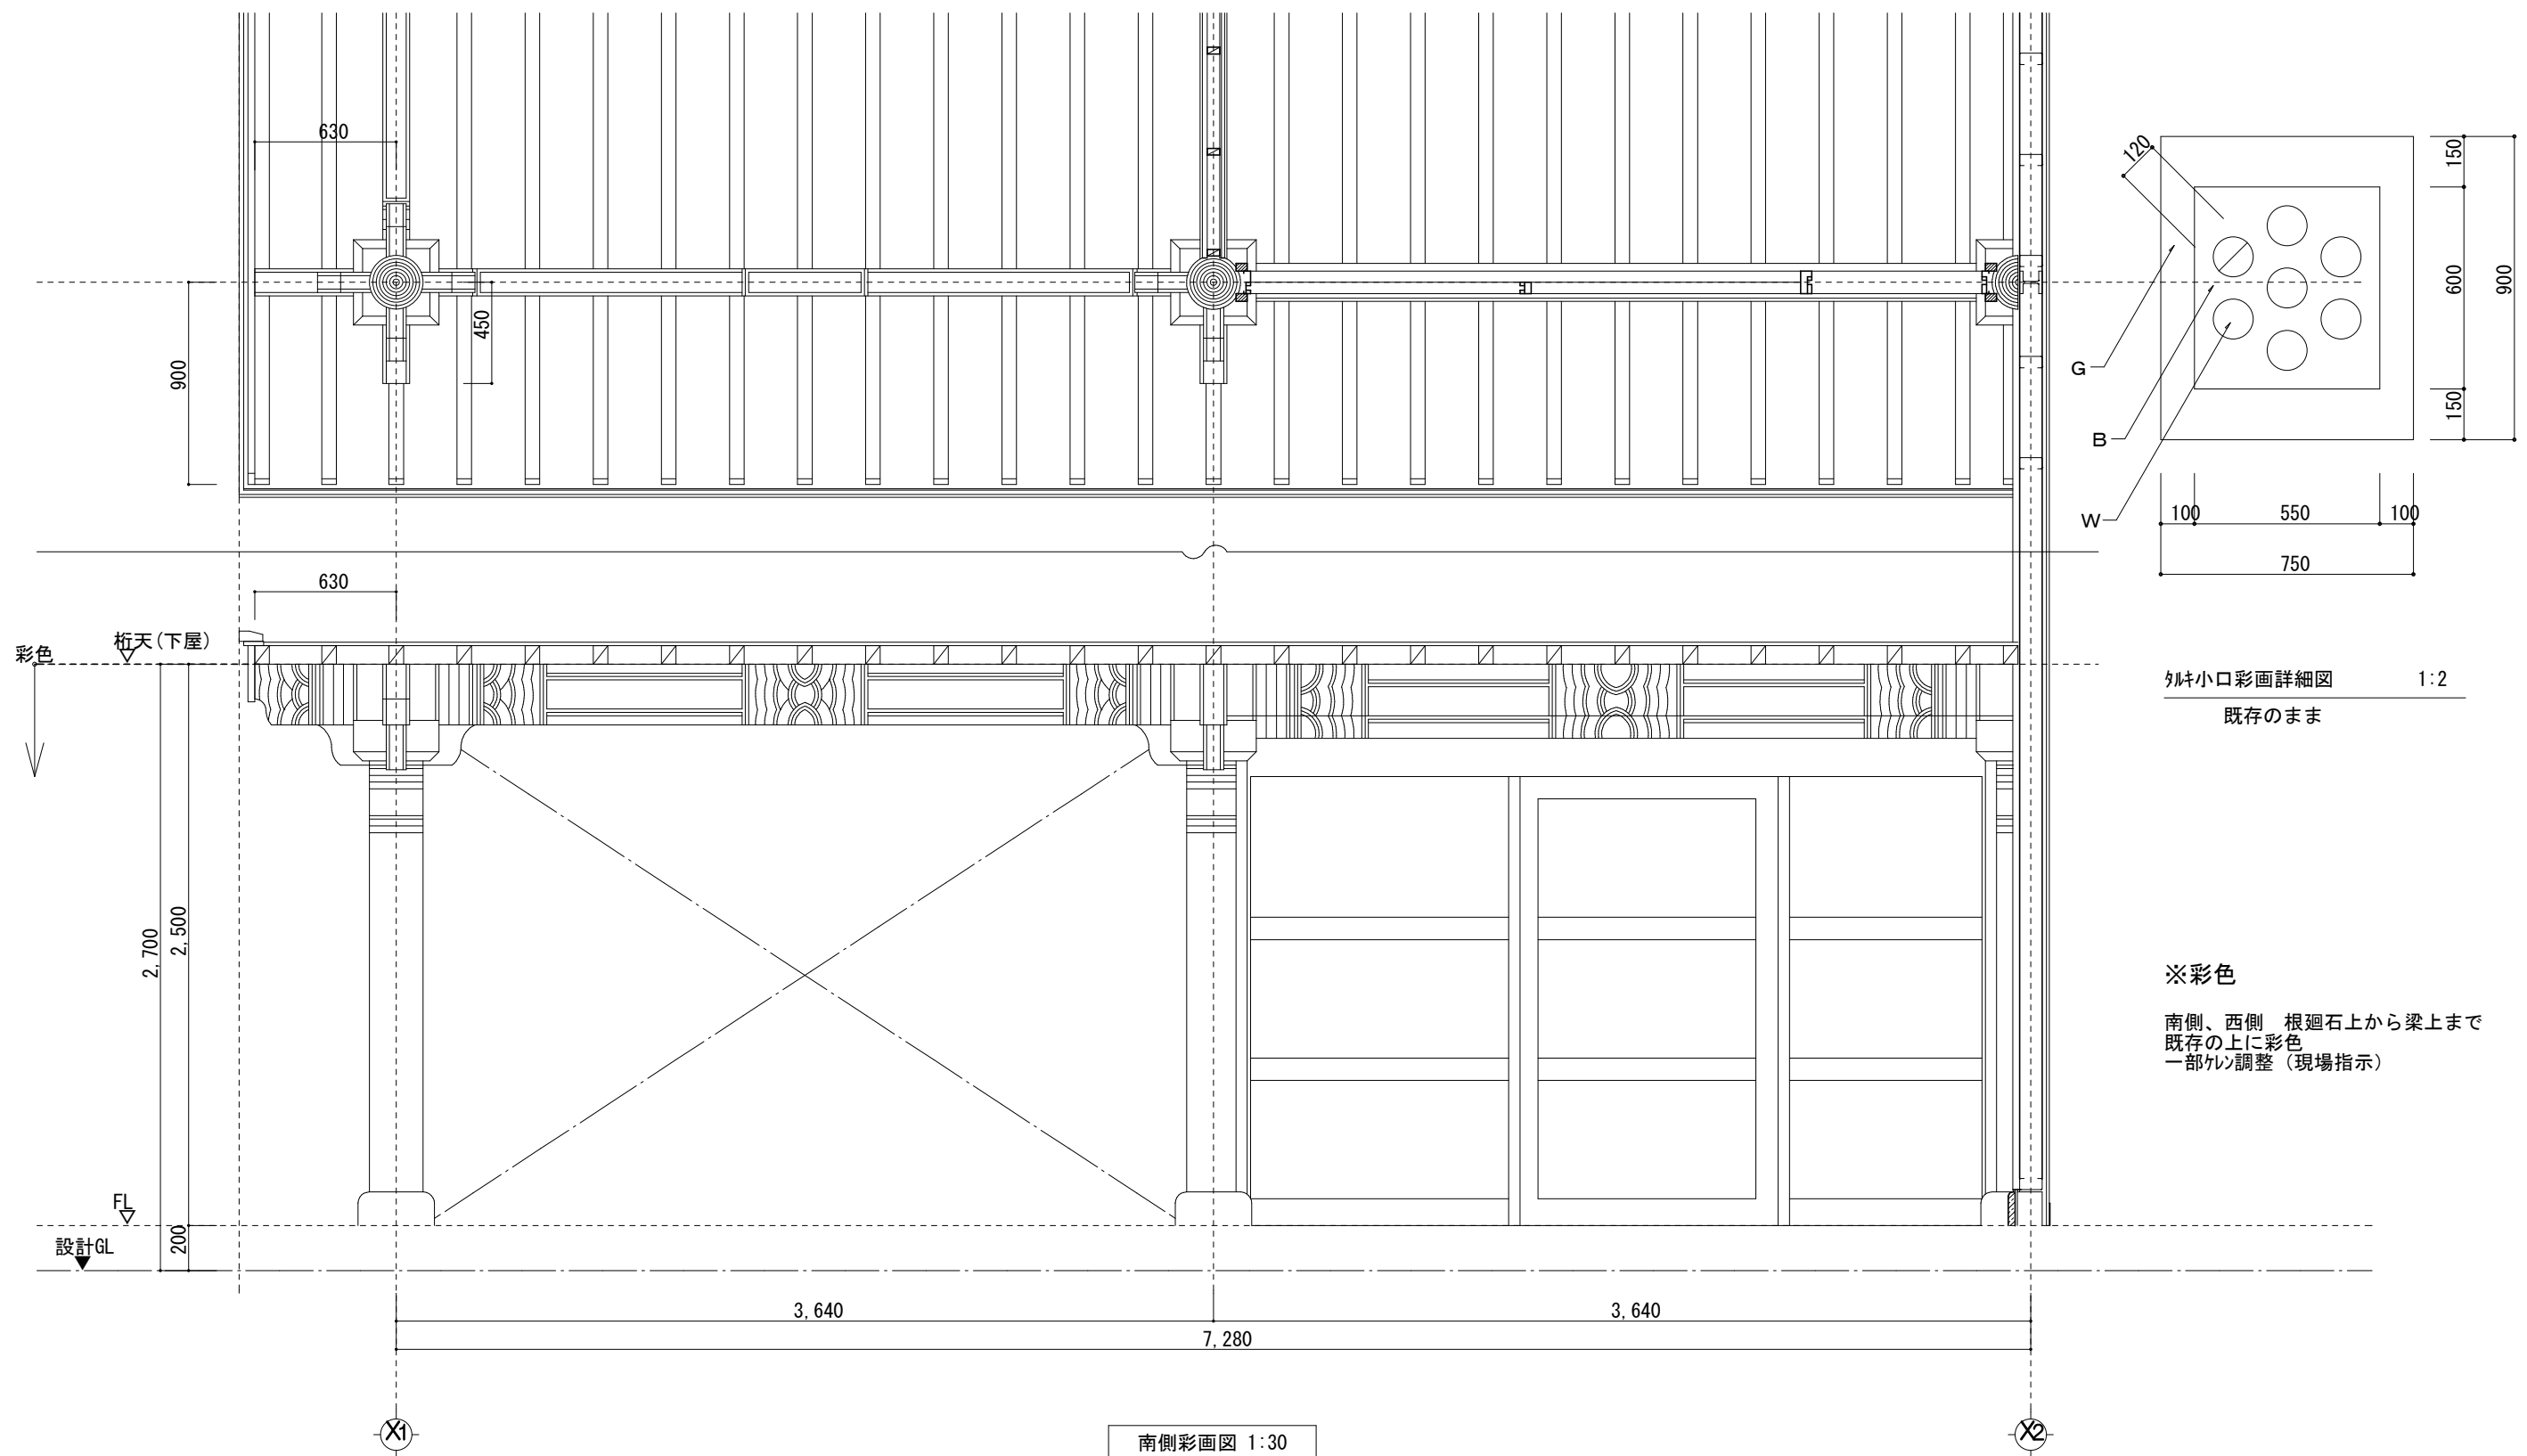 630
450
900
120
G
B
W
150
600
150
900
100
550
100
750
ﾀﾙｷ小口彩画詳細図 1:2
既存のまま
630
彩色
桁天(下屋)
2,700
2,500
200
FL
設計GL
※彩色
南側、西側 根廻石上から梁上まで
既存の上に彩色
一部ｹﾚﾝ調整（現場指示）
3,640
3,640
7,280
X1
X2
南側彩画図 1:30